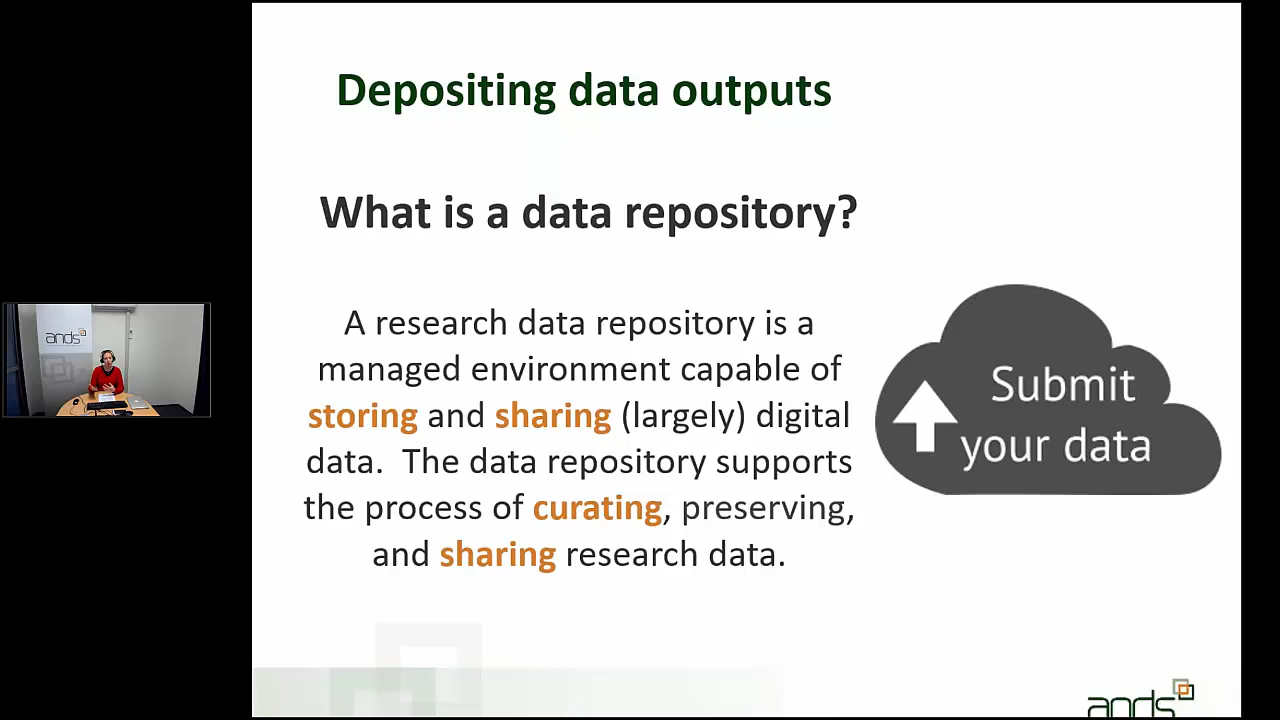 Depositing data outputs
What is a data repository?
A research data repository is a
managed environment capable of
storing and sharing (largely) digital
data. The data repository supports
the process of curating, preserving,
and sharing research data.
Submit
your data
ands
ands